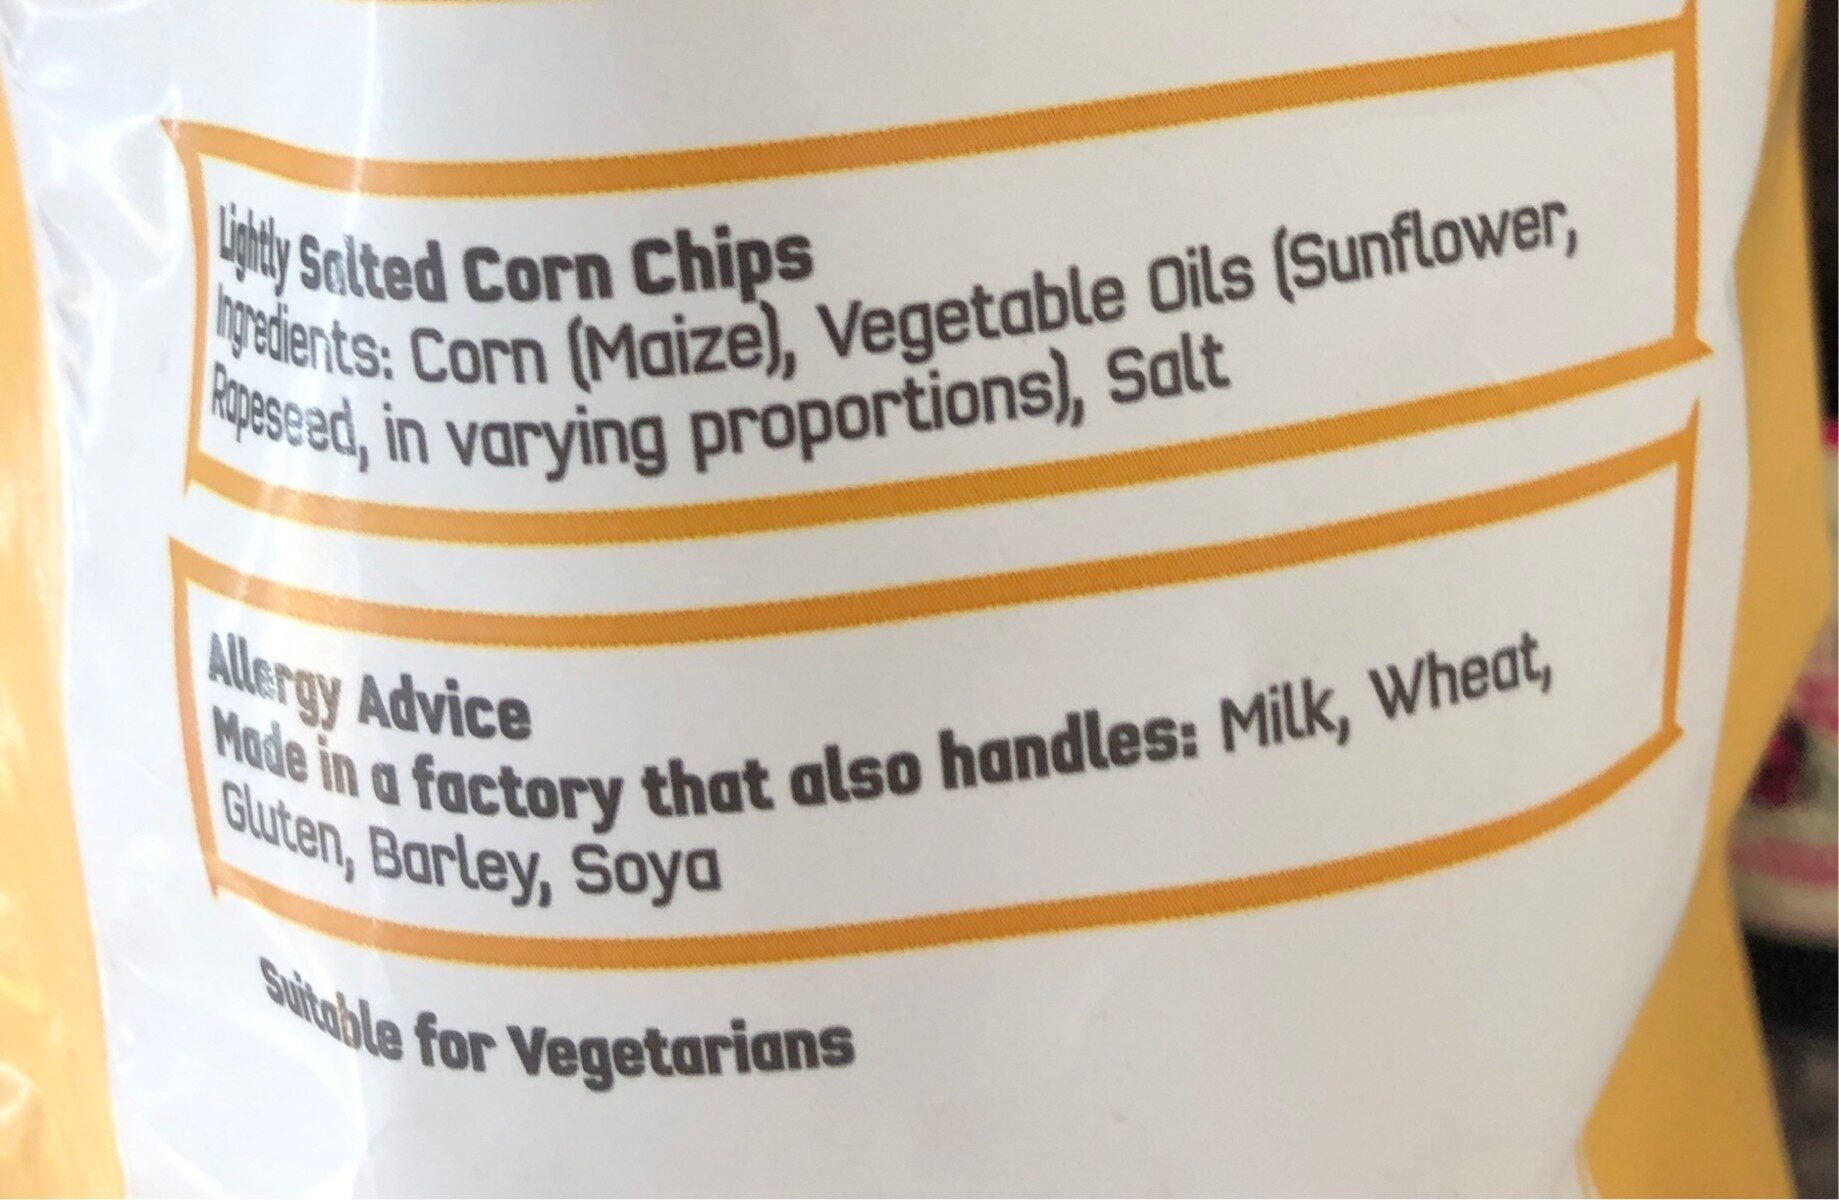 Lightly Salted Corn Chips
Ingredients: Corn (Maize), Vegetable Oils (Sunflower,
Rapeseed, in varying proportions), Salt
Allergy Advice
Made in a factory that also handles: Milk, Wheat,
Gluten, Barley, Soya
Suitable for Vegetarians